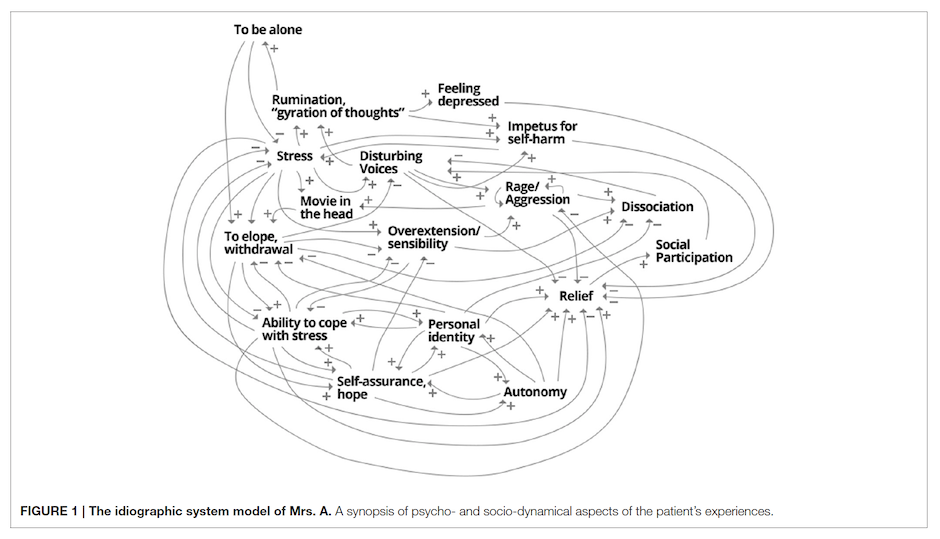 To be alone
Feeling
depressed
Rumination,
“gyration of thoughts”
Impetus for
self-harm
Stress
Disturbing
Voices
Rage/
Aggression
Movie in
the head
Dissociation
To elope,
withdrawal
Overextension/
sensibility
Social
Participation
Relief
Ability to cope
with stress
Personal
identity
Self-assurance,
hope
Autonomy
FIGURE 1 | The idiographic system model of Mrs. A. A synopsis of psycho- and socio-dynamical aspects of the patient’s experiences.